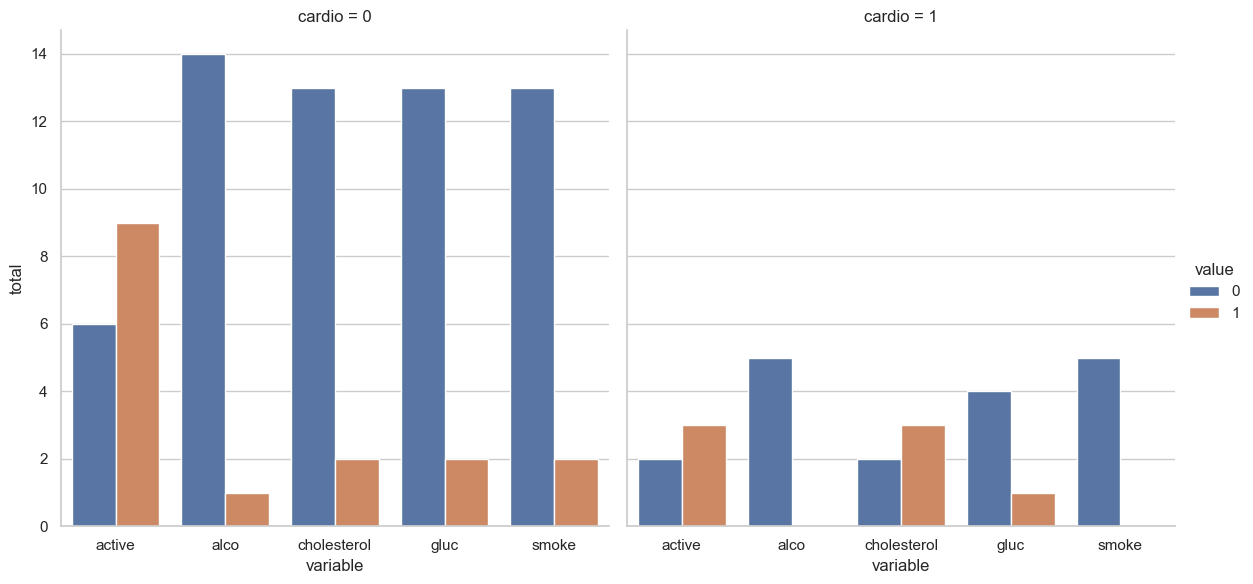 cardio = 0
cardio = 1
total
14
12
10
8
6
4
2
0
active alco cholesterol gluc smoke
variable
active alco cholesterol gluc smoke
variable
value
0
1